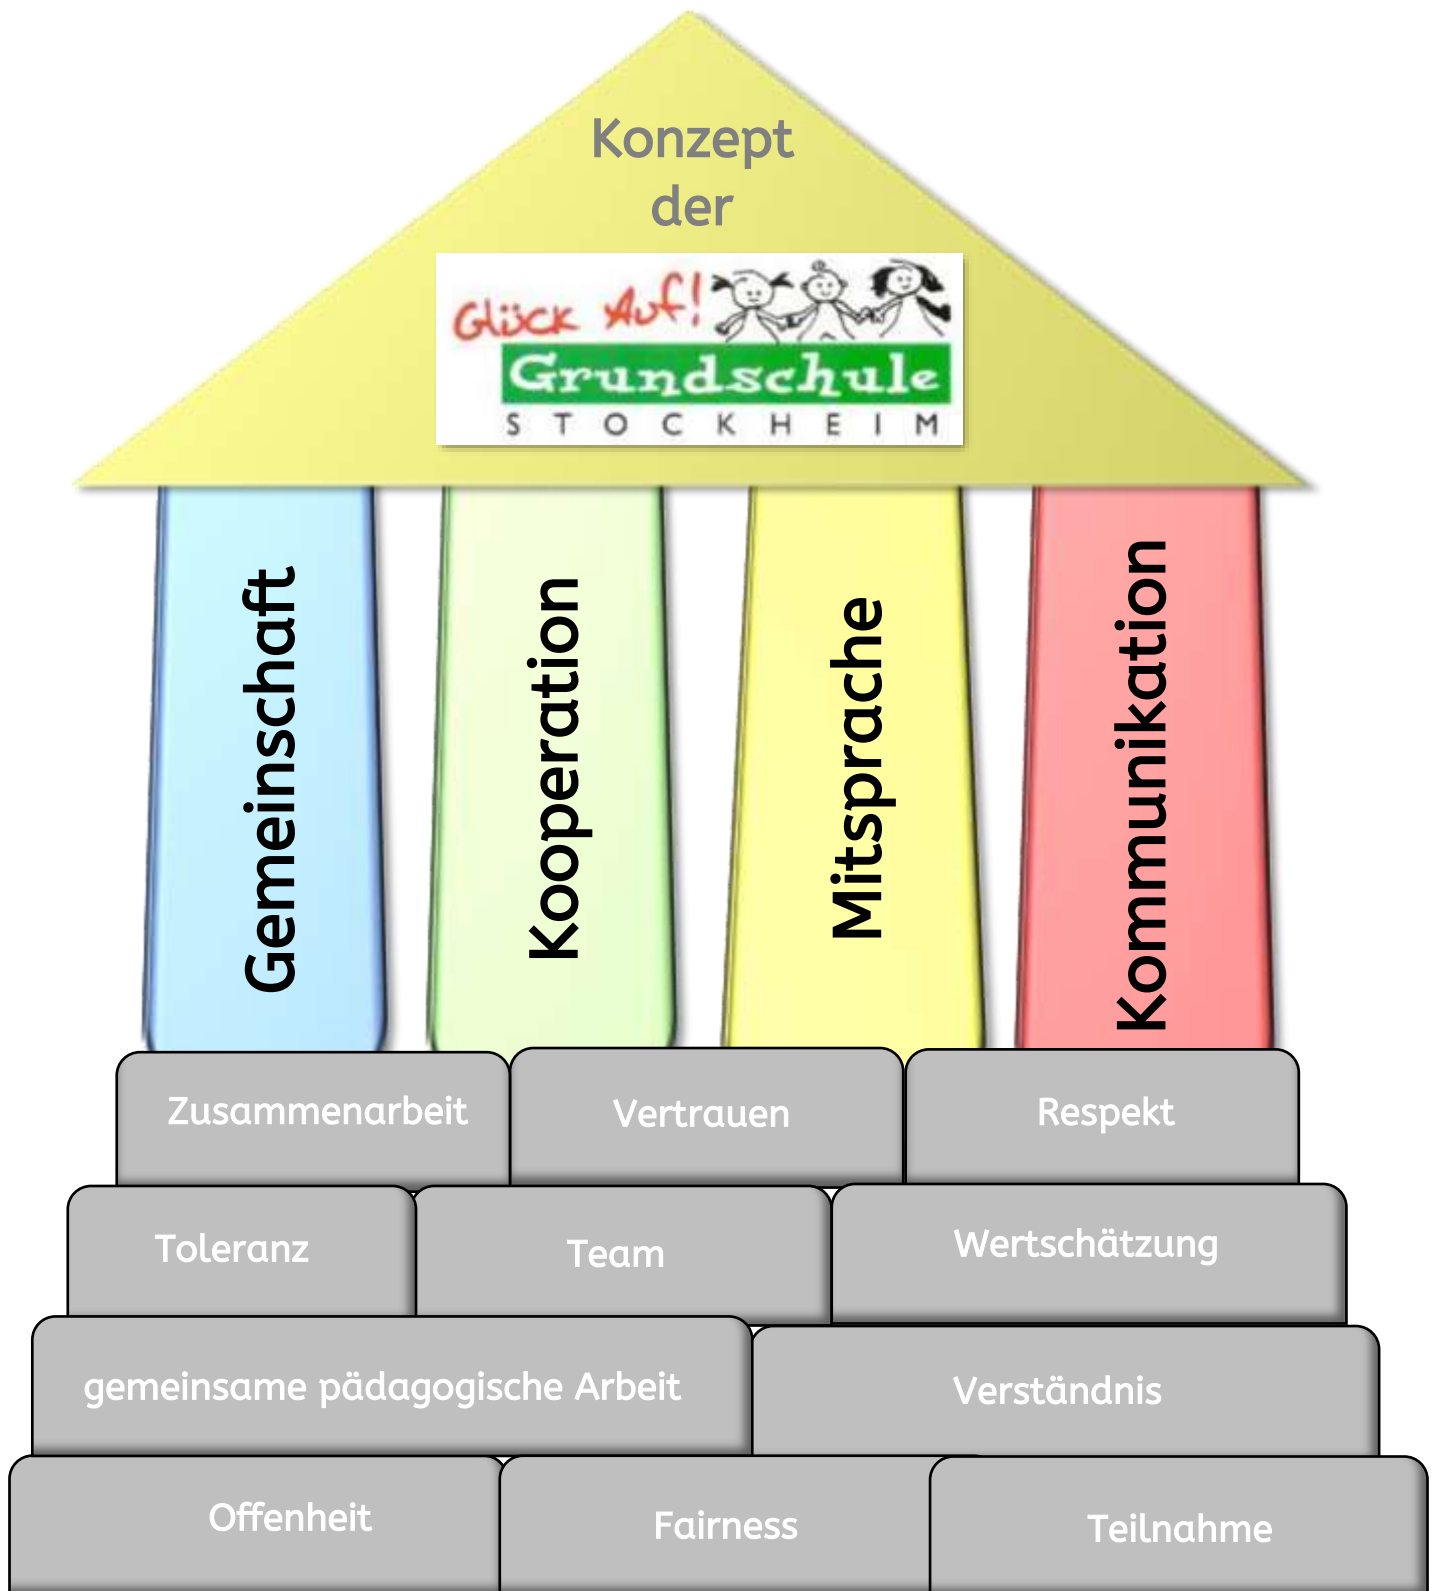 Konzept
der
Glück Auf!
Grundschule
STOCKHEIM
Gemeinschaft
Kooperation
Mitsprache
Kommunikation
Zusammenarbeit
Vertrauen
Respekt
Toleranz
Team
Wertschätzung
gemeinsame pädagogische Arbeit
Verständnis
Offenheit
Fairness
Teilnahme